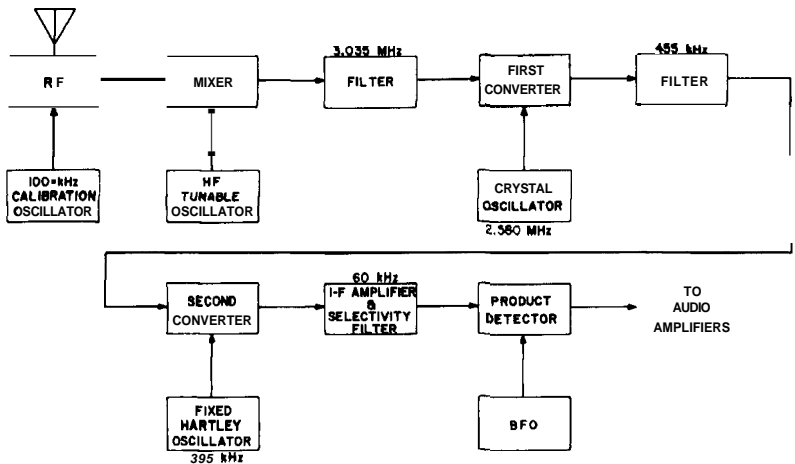 3.035 MHz
455 kHz
RF
MIXER
FILTER
FIRST
CONVERTER
FILTER
100=kHz
CALIBRATION
OSCILLATOR
HF
TUNABLE
OSCILLATOR
CRYSTAL
OSCILLATOR
2.580 MHz
60 kHz
SECOND
CONVERTER
I-F AMPLIFIER
&
SELECTIVITY
FILTER
PRODUCT
DETECTOR
TO
AUDIO
AMPLIFIERS
FIXED
HARTLEY
OSCILLATOR
395 kHz
BFO